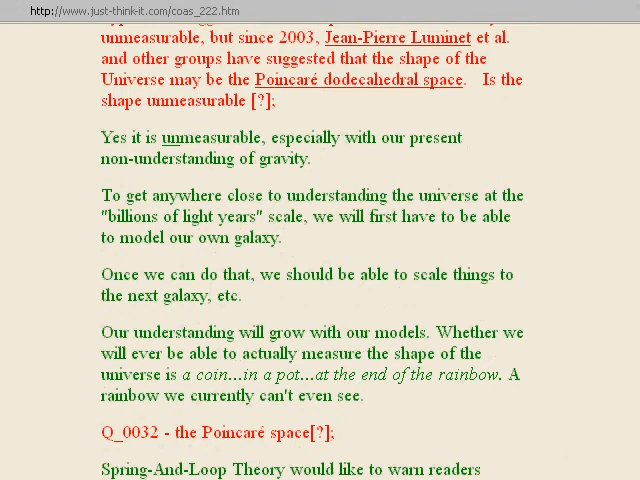 http://www.just-think-it.com/coas_222.htm
unmeasurable, but since 2003, Jean-Pierre Luminet et al.
and other groups have suggested that the shape of the
Universe may be the Poincaré dodecahedral space. Is the
shape unmeasurable [?];
Yes it is unmeasurable, especially with our present
non-understanding of gravity.
To get anywhere close to understanding the universe at the
"billions of light years" scale, we will first have to be able
to model our own galaxy.
Once we can do that, we should be able to scale things to
the next galaxy, etc.
Our understanding will grow with our models. Whether we
will ever be able to actually measure the shape of the
universe is a coin...in a pot...at the end of the rainbow. A
rainbow we currently can't even see.
Q_0032 - the Poincaré space[?];
Spring-And-Loop Theory would like to warn readers